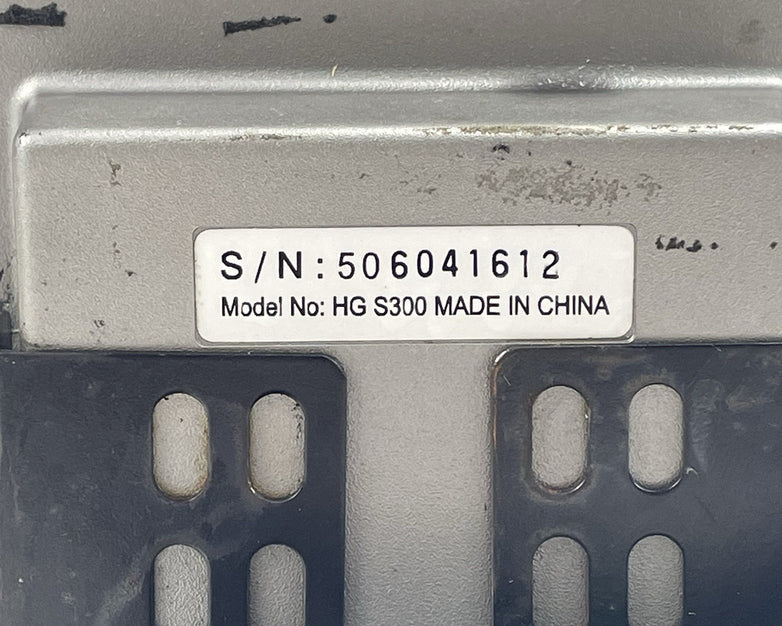 S/N:506041612
Model No: HG S300 MADE IN CHINA